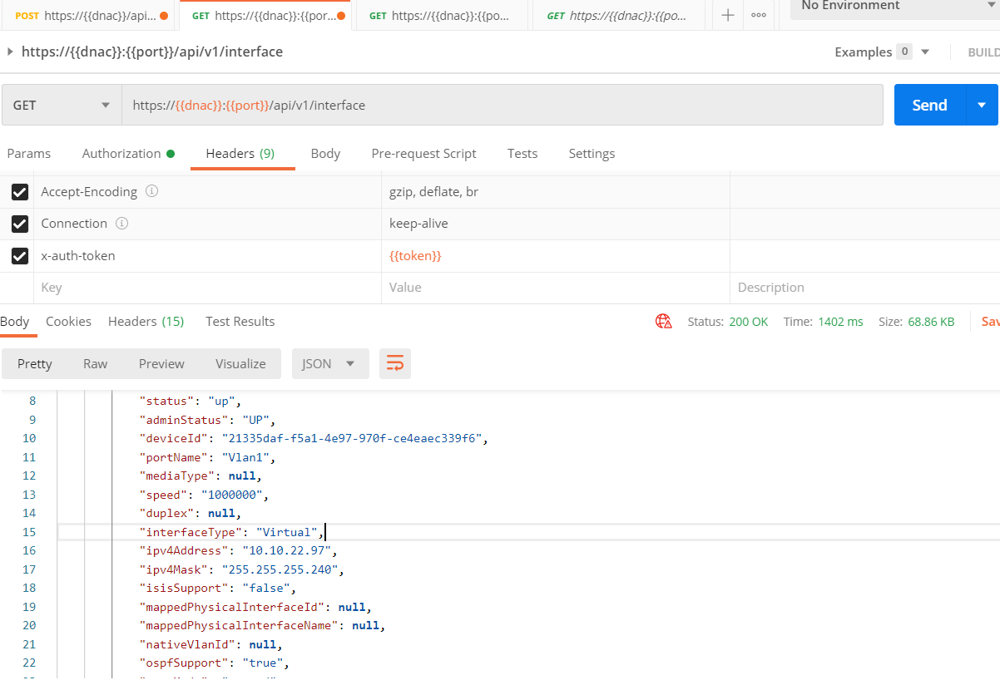 POST https://{{dnac}}/api...
GET https://{{dnac}}:{{por...
GET https://{{dnac}}:{{po...
GET https://{{dnac}}:{{po...
No Environment
https://{{dnac}}:{{port}}/api/v1/interface
Examples 0
BUILD
GET
https://{{dnac}}:{{port}}/api/v1/interface
Send
Params Authorization Headers (9) Body Pre-request Script Tests Settings
Accept-Encoding gzip, deflate, br
Connection keep-alive
x-auth-token {{token}}
Key Value Description
Body Cookies Headers (15) Test Results
Status: 200 OK Time: 1402 ms Size: 68.86 KB Sav
Pretty Raw Preview Visualize JSON
8 "status": "up",
9 "adminStatus": "UP",
10 "deviceId": "21335daf-f5a1-4e97-970f-ce4eaec339f6",
11 "portName": "Vlan1",
12 "mediaType": null,
13 "speed": "1000000",
14 "duplex": null,
15 "interfaceType": "Virtual",
16 "ipv4Address": "10.10.22.97",
17 "ipv4Mask": "255.255.255.240",
18 "isisSupport": "false",
19 "mappedPhysicalInterfaceId": null,
20 "mappedPhysicalInterfaceName": null,
21 "nativeVlanId": null,
22 "ospfSupport": "true",